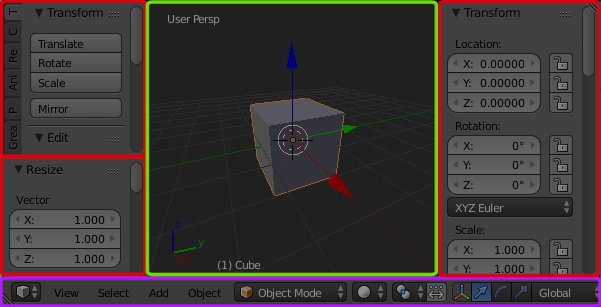 T
C
Re
Ani
P
Grea
Transform
Translate
Rotate
Scale
Mirror
Edit
Resize
Vector
X: 1.000
Y: 1.000
Z: 1.000
User Persp
z
y
(1) Cube
Transform
Location:
X: 0.00000
Y: 0.00000
Z: 0.00000
Rotation:
X: 0°
Y: 0°
Z: 0°
XYZ Euler
Scale:
X: 1.000
Y: 1.000
View Select Add Object Object Mode Global